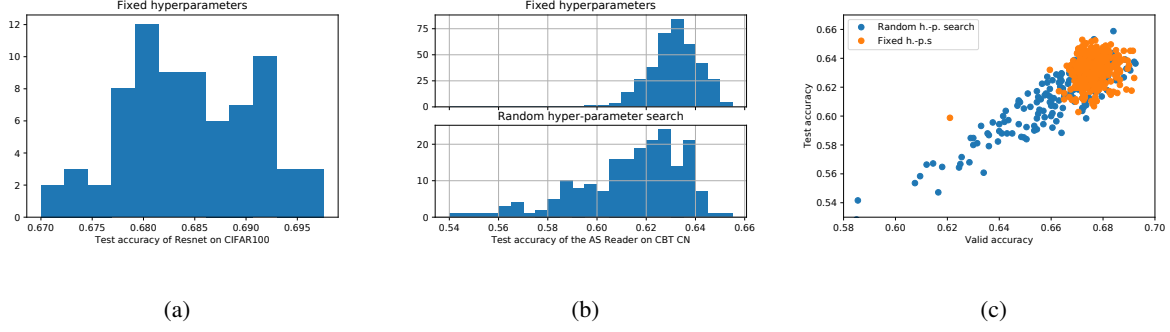 Fixed hyperparameters
12
10
8
6
4
2
0
0.670 0.675 0.680 0.685 0.690 0.695
Test accuracy of Resnet on CIFAR100
(a)
Fixed hyperparameters
75
50
25
0
Random hyper-parameter search
20
10
0
0.54 0.56 0.58 0.60 0.62 0.64 0.66
Test accuracy of the AS Reader on CBT CN
(b)
Random h.-p. search
Fixed h.-p.s
Test accuracy
0.66
0.64
0.62
0.60
0.58
0.56
0.54
0.58 0.60 0.62 0.64 0.66 0.68 0.70
Valid accuracy
(c)